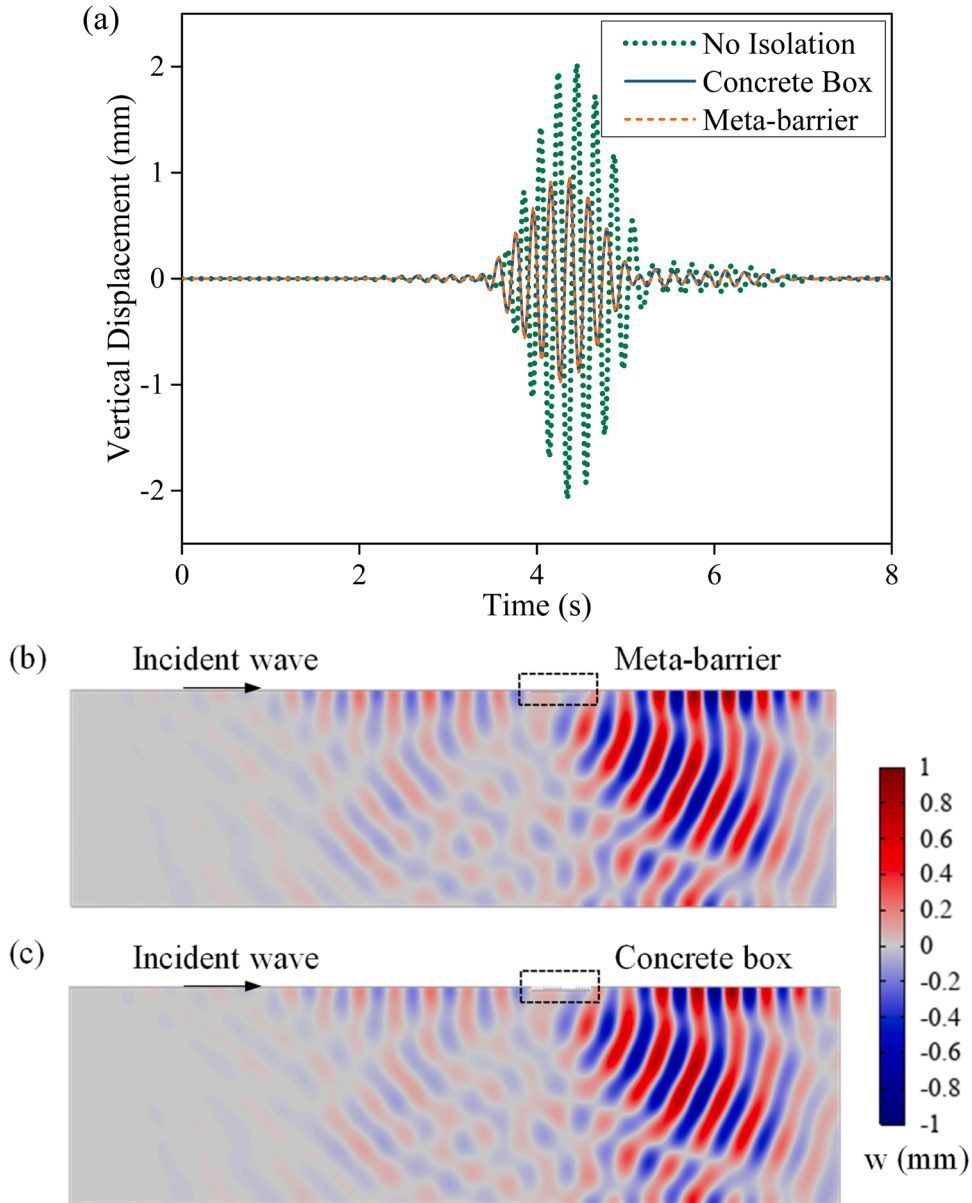 (a)
No Isolation
Concrete Box
Meta-barrier
Vertical Displacement (mm)
2
1
0
-1
-2
0 2 4 6 8
Time (s)
(b) Incident wave Meta-barrier
(c) Incident wave Concrete box
1
0.8
0.6
0.4
0.2
0
-0.2
-0.4
-0.6
-0.8
-1
w (mm)